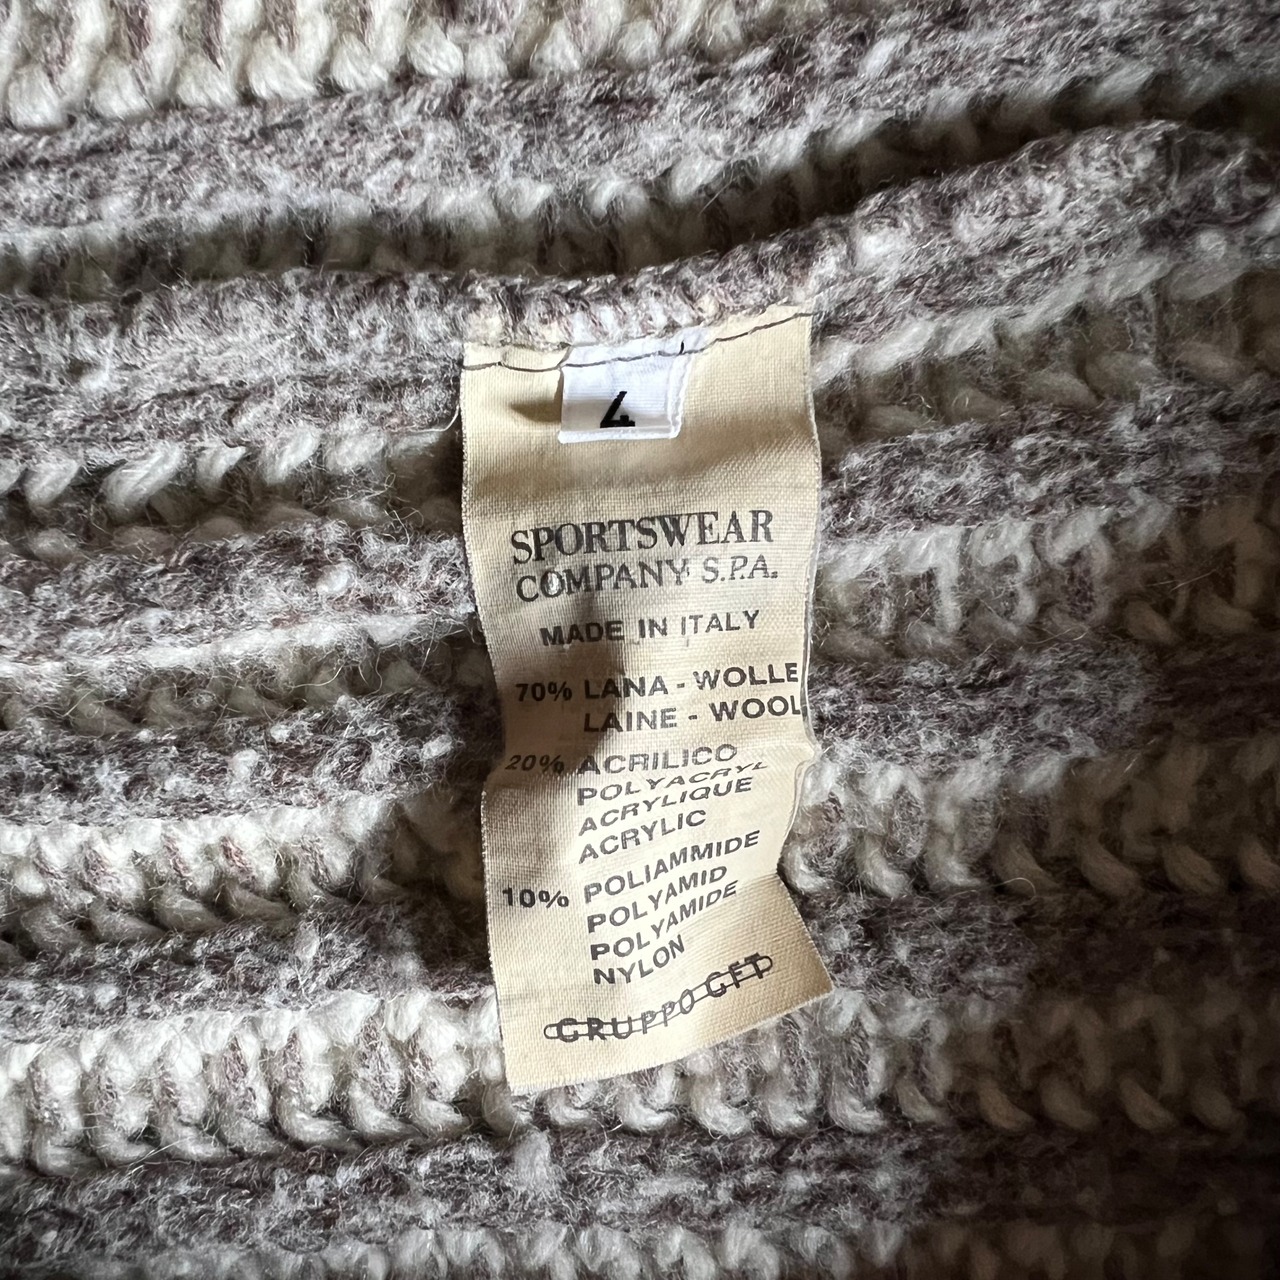 4
SPORTSWEAR
COMPANY S.P.A.
MADE IN ITALY
70% LANA - WOLLE
LAINE - WOOL
20% ACRILICO
POLYACRYL
ACRYLIQUE
ACRYLIC
10% POLIAMMIDE
POLYAMID
POLYAMIDE
NYLON
GRUPPO GFT